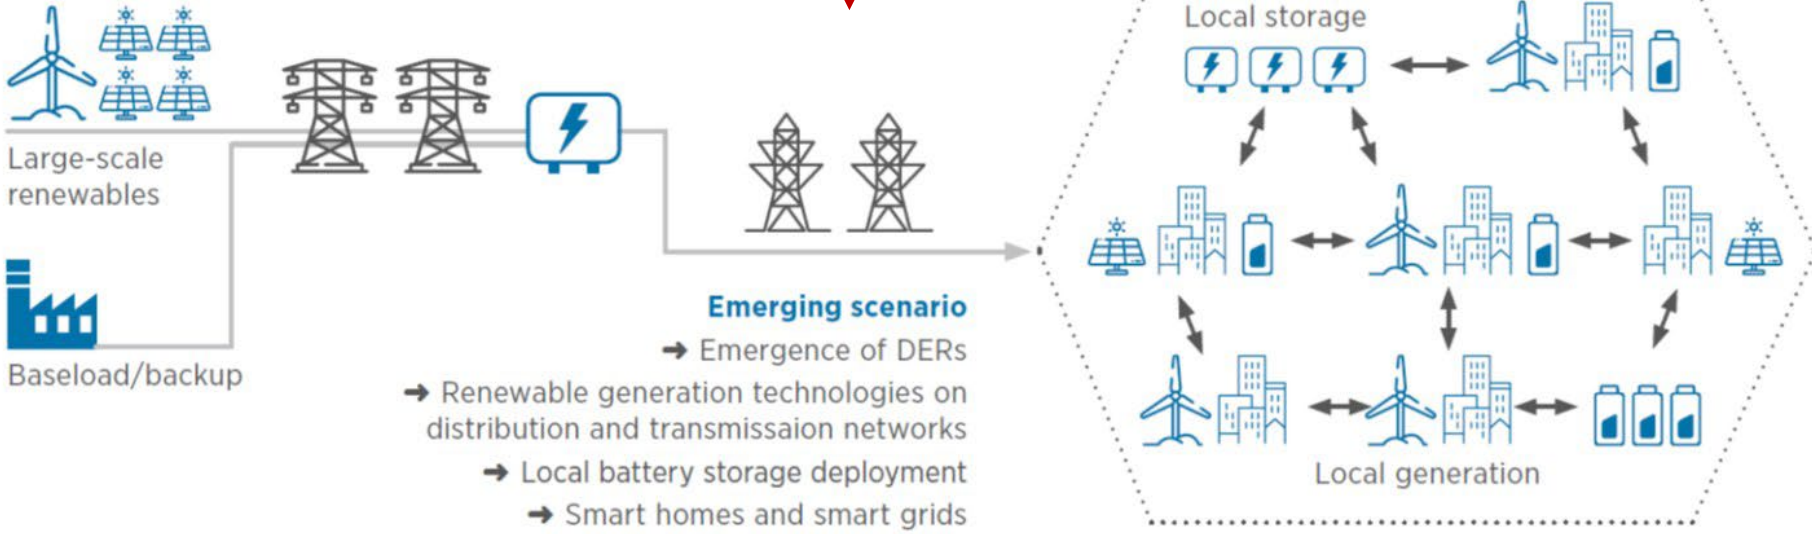 Large-scale
renewables
Baseload/backup
Emerging scenario
➜ Emergence of DERs
➜ Renewable generation technologies on
distribution and transmissaion networks
➜ Local battery storage deployment
➜ Smart homes and smart grids
Local storage
Local generation